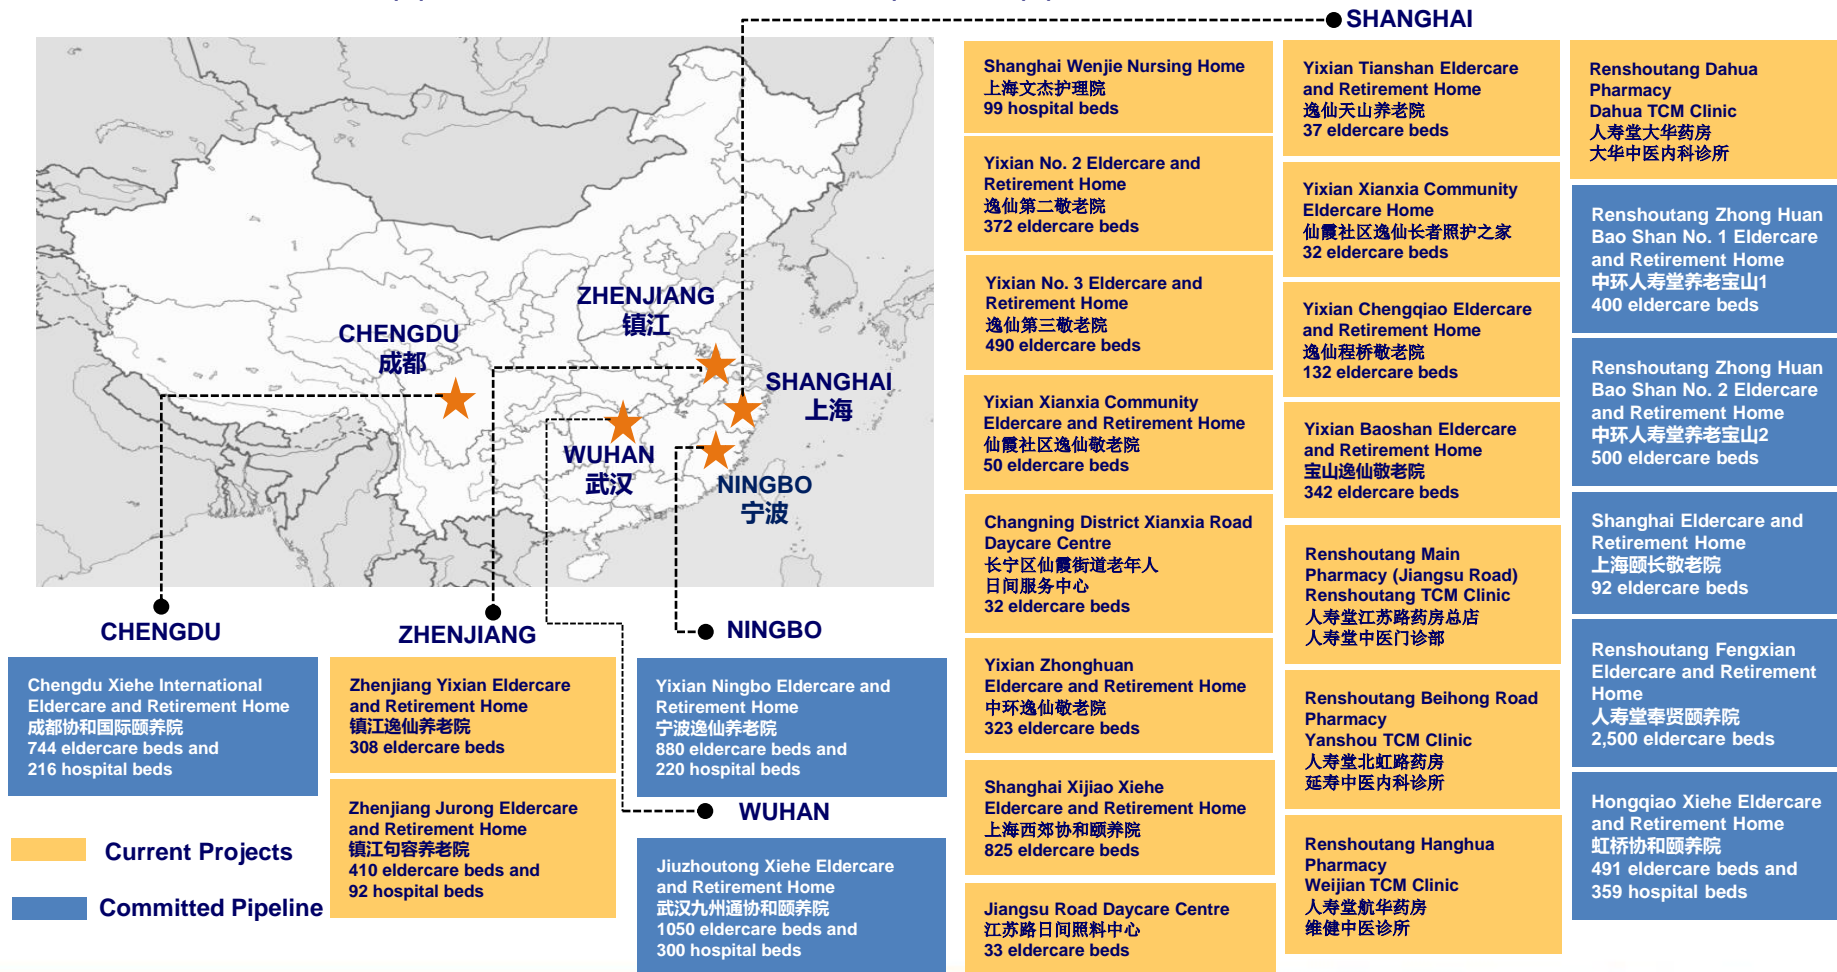 SHANGHAI
ZHENJIANG
镇江
CHENGDU
成都
SHANGHAI
上海
WUHAN
武汉
NINGBO
宁波
CHENGDU
Chengdu Xiehe International
Eldercare and Retirement Home
成都协和国际颐养院
744 eldercare beds and
216 hospital beds
ZHENJIANG
Zhenjiang Yixian Eldercare
and Retirement Home
镇江逸仙养老院
308 eldercare beds
Zhenjiang Jurong Eldercare
and Retirement Home
镇江句容养老院
410 eldercare beds and
92 hospital beds
NINGBO
Yixian Ningbo Eldercare and
Retirement Home
宁波逸仙养老院
880 eldercare beds and
220 hospital beds
WUHAN
Jiuzhoutong Xiehe Eldercare
and Retirement Home
武汉九州通协和颐养院
1050 eldercare beds and
300 hospital beds
Current Projects
Committed Pipeline
Shanghai Wenjie Nursing Home
上海文杰护理院
99 hospital beds
Yixian No. 2 Eldercare and
Retirement Home
逸仙第二敬老院
372 eldercare beds
Yixian No. 3 Eldercare and
Retirement Home
逸仙第三敬老院
490 eldercare beds
Yixian Xianxia Community
Eldercare and Retirement Home
仙霞社区逸仙敬老院
50 eldercare beds
Changning District Xianxia Road
Daycare Centre
长宁区仙霞街道老年人
日间服务中心
32 eldercare beds
Yixian Zhonghuan
Eldercare and Retirement Home
中环逸仙敬老院
323 eldercare beds
Shanghai Xijiao Xiehe
Eldercare and Retirement Home
上海西郊协和颐养院
825 eldercare beds
Jiangsu Road Daycare Centre
江苏路日间照料中心
33 eldercare beds
Yixian Tianshan Eldercare
and Retirement Home
逸仙天山养老院
37 eldercare beds
Yixian Xianxia Community
Eldercare Home
仙霞社区逸仙长者照护之家
32 eldercare beds
Yixian Chengqiao Eldercare
and Retirement Home
逸仙程桥敬老院
132 eldercare beds
Yixian Baoshan Eldercare
and Retirement Home
宝山逸仙敬老院
342 eldercare beds
Renshoutang Main
Pharmacy (Jiangsu Road)
Renshoutang TCM Clinic
人寿堂江苏路药房总店
人寿堂中医门诊部
Renshoutang Beihong Road
Pharmacy
Yanshou TCM Clinic
人寿堂北虹路药房
延寿中医内科诊所
Renshoutang Hanghua
Pharmacy
Weijian TCM Clinic
人寿堂航华药房
维健中医诊所
Renshoutang Dahua
Pharmacy
Dahua TCM Clinic
人寿堂大华药房
大华中医内科诊所
Renshoutang Zhong Huan
Bao Shan No. 1 Eldercare
and Retirement Home
中环人寿堂养老宝山1
400 eldercare beds
Renshoutang Zhong Huan
Bao Shan No. 2 Eldercare
and Retirement Home
中环人寿堂养老宝山2
500 eldercare beds
Shanghai Eldercare and
Retirement Home
上海颐长敬老院
92 eldercare beds
Renshoutang Fengxian
Eldercare and Retirement
Home
人寿堂奉贤颐养院
2,500 eldercare beds
Hongqiao Xiehe Eldercare
and Retirement Home
虹桥协和颐养院
491 eldercare beds and
359 hospital beds